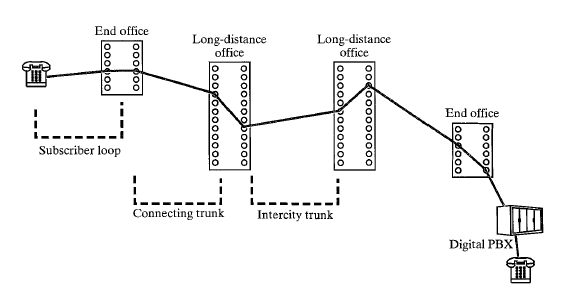 End office
Long-distance
office
Long-distance
office
End office
Subscriber loop
Connecting trunk
Intercity trunk
Digital PBX